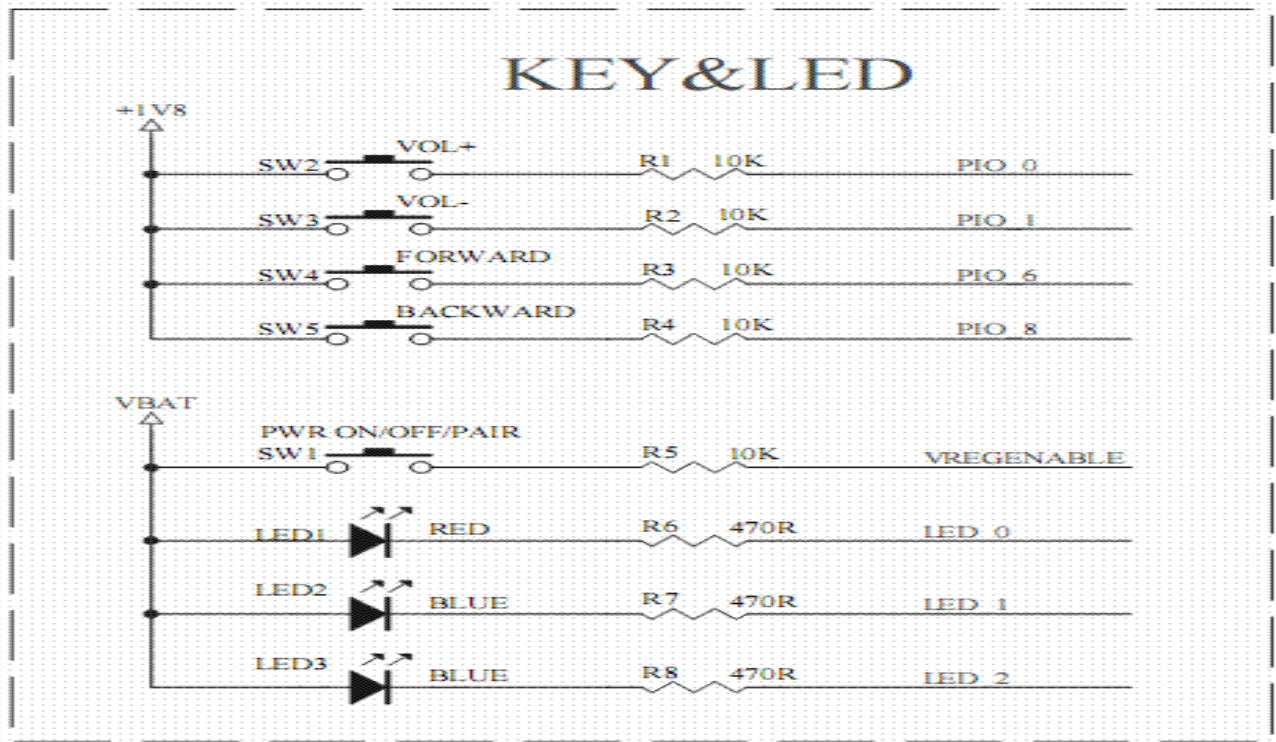 KEY&LED
+1V8
SW2 VOL+ R1 10K PIO_0
SW3 VOL- R2 10K PIO_1
SW4 FORWARD R3 10K PIO_6
SW5 BACKWARD R4 10K PIO_8
VBAT
PWR ON/OFF/PAIR
SW1 R5 10K VREGENABLE
LED1 RED R6 470R LED_0
LED2 BLUE R7 470R LED_1
LED3 BLUE R8 470R LED_2